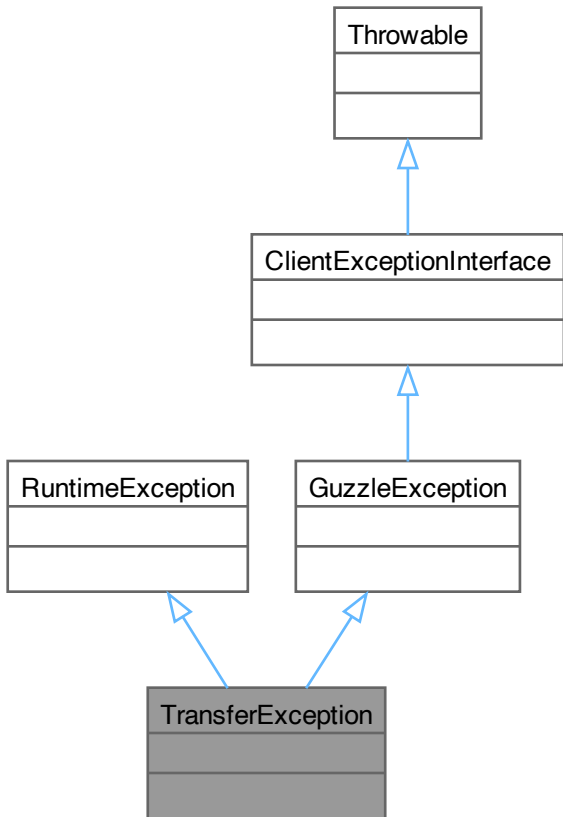 Throwable
ClientExceptionInterface
RuntimeException
GuzzleException
TransferException